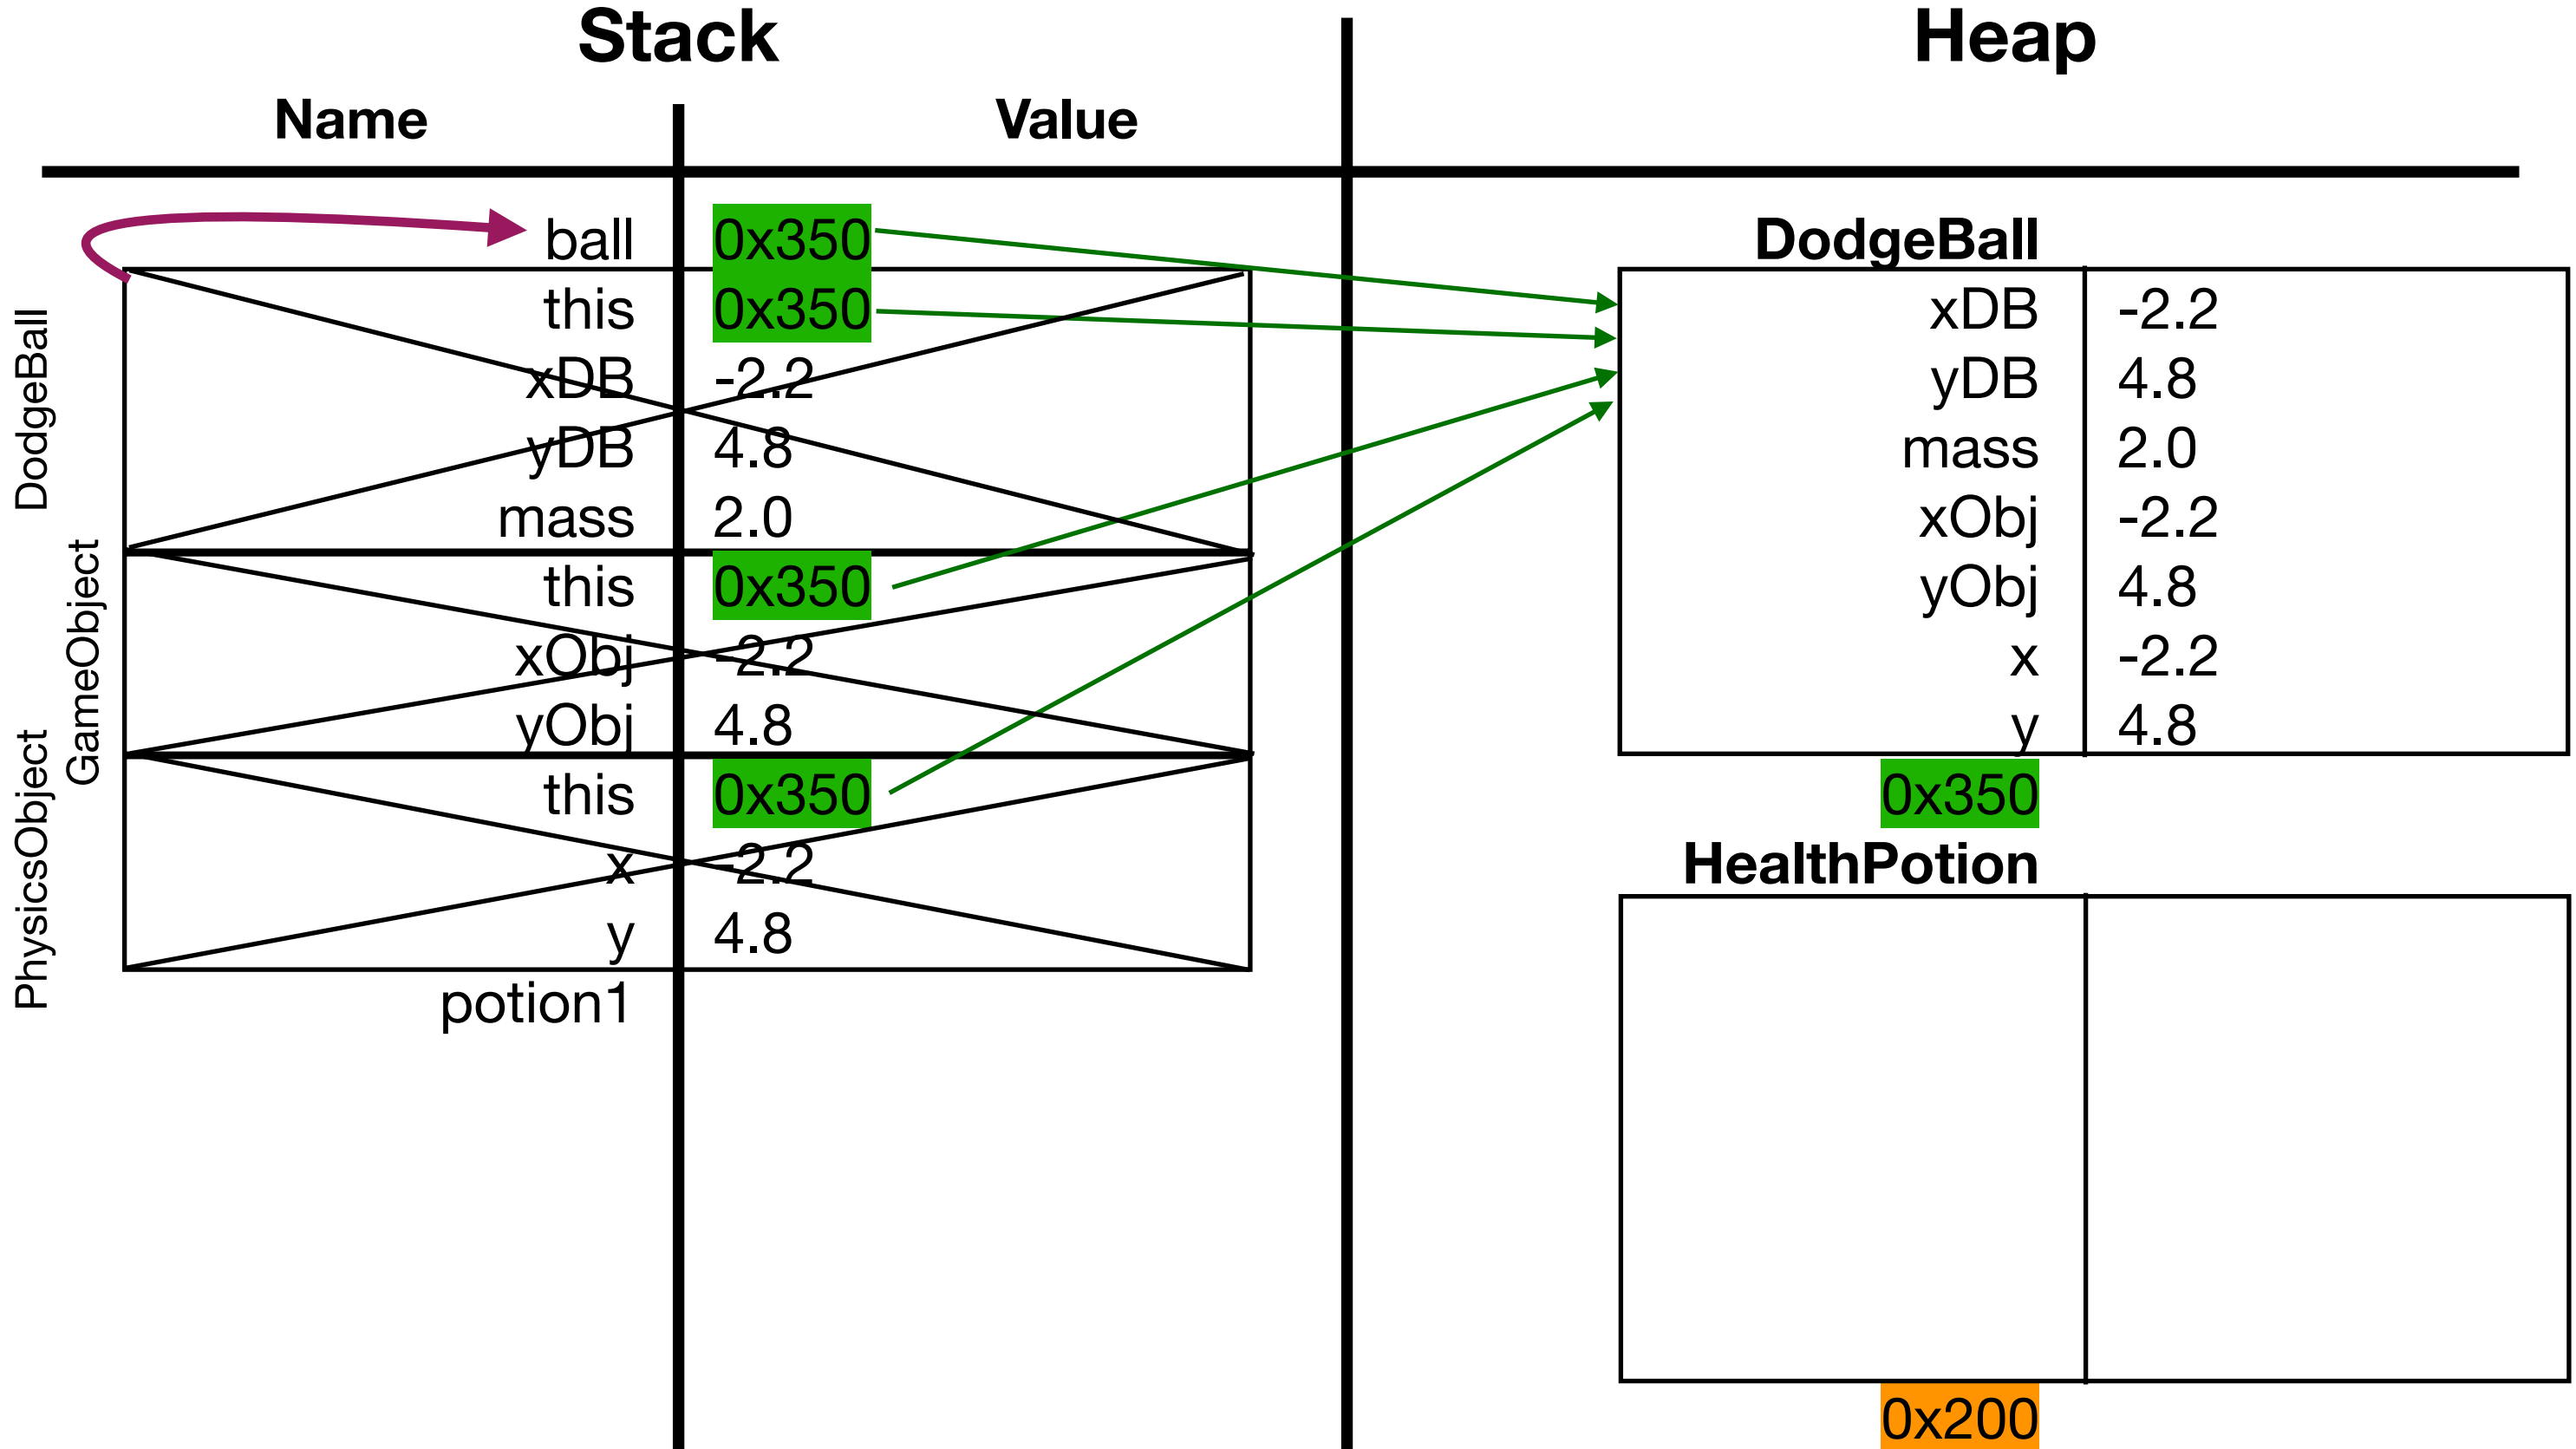 Stack
Heap
Name
Value
ball 0x350
this 0x350
xDB -2.2
yDB 4.8
mass 2.0
this 0x350
xObj -2.2
yObj 4.8
this 0x350
x -2.2
y 4.8
potion1
DodgeBall
GameObject
PhysicsObject
DodgeBall
xDB -2.2
yDB 4.8
mass 2.0
xObj -2.2
yObj 4.8
x -2.2
y 4.8
0x350
HealthPotion
0x200